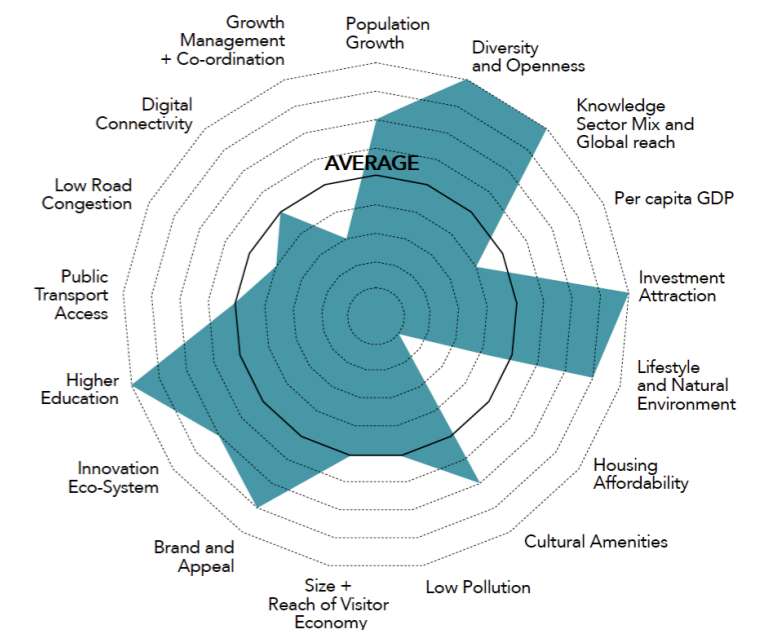 Growth
Management
+ Co-ordination
Population
Growth
Diversity
and Openness
Knowledge
Sector Mix and
Global reach
Per capita GDP
Investment
Attraction
Lifestyle
and Natural
Environment
Housing
Affordability
Cultural Amenities
Low Pollution
Size +
Reach of Visitor
Economy
Brand and
Appeal
Innovation
Eco-System
Higher
Education
Public
Transport
Access
Low Road
Congestion
Digital
Connectivity
AVERAGE